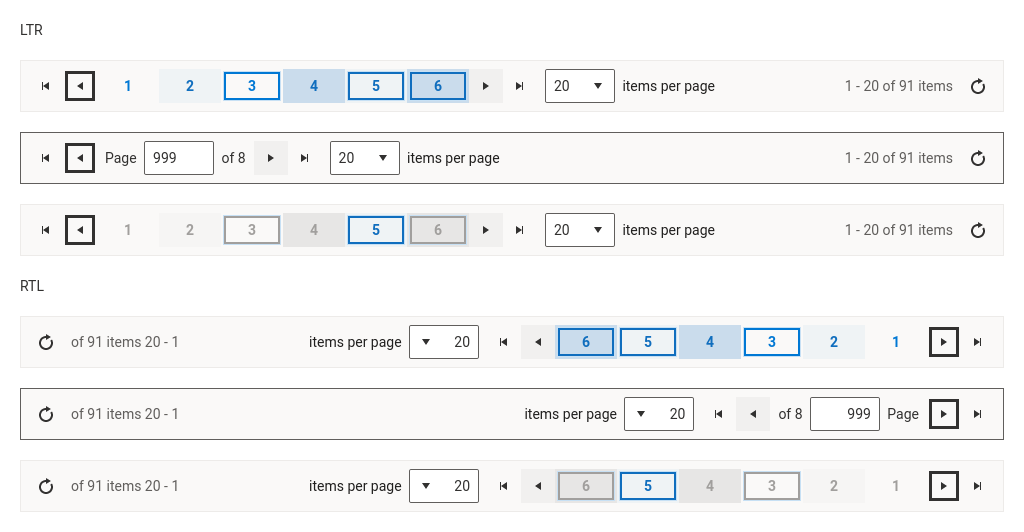 LTR
1 2 3 4 5 6 20 items per page 1 - 20 of 91 items
Page 999 of 8 20 items per page 1 - 20 of 91 items
1 2 3 4 5 6 20 items per page 1 - 20 of 91 items
RTL
of 91 items 20 - 1 items per page 20 6 5 4 3 2 1
of 91 items 20 - 1 items per page 20 of 8 999 Page
of 91 items 20 - 1 items per page 20 6 5 4 3 2 1